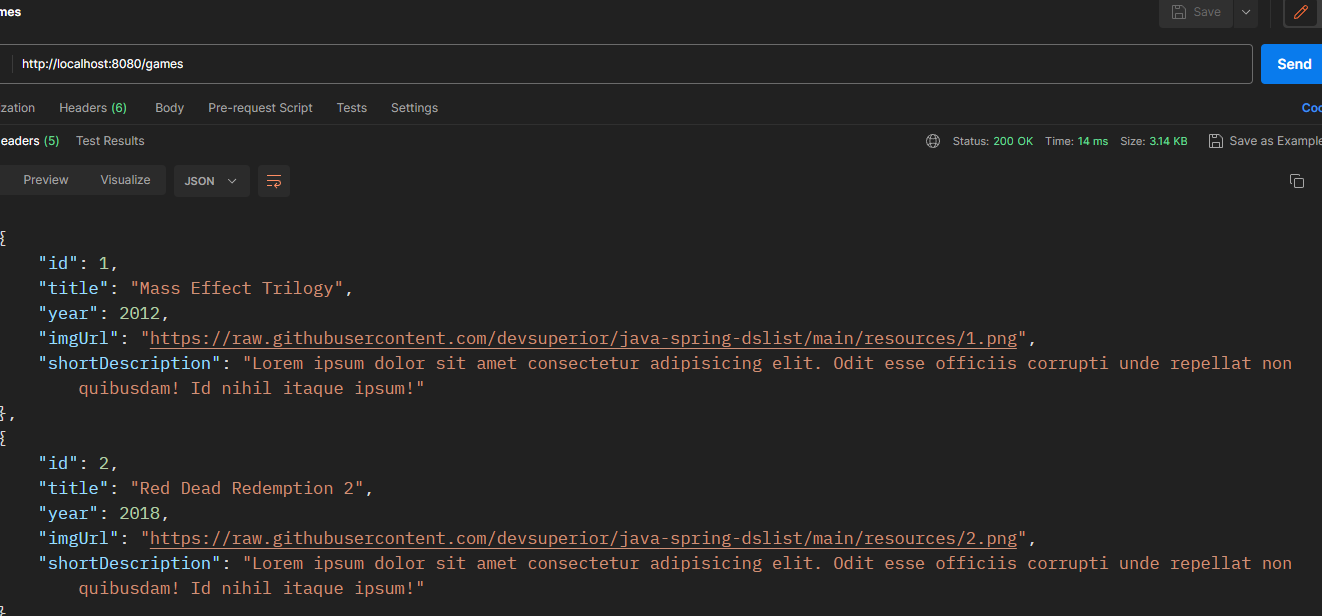 mes
Save
http://localhost:8080/games
Send
zation Headers (6) Body Pre-request Script Tests Settings Coo
eaders (5) Test Results Status: 200 OK Time: 14 ms Size: 3.14 KB Save as Example
Preview Visualize JSON
{
"id": 1,
"title": "Mass Effect Trilogy",
"year": 2012,
"imgUrl": "https://raw.githubusercontent.com/devsuperior/java-spring-dslist/main/resources/1.png",
"shortDescription": "Lorem ipsum dolor sit amet consectetur adipisicing elit. Odit esse officiis corrupti unde repellat non
quibusdam! Id nihil itaque ipsum!"
},
{
"id": 2,
"title": "Red Dead Redemption 2",
"year": 2018,
"imgUrl": "https://raw.githubusercontent.com/devsuperior/java-spring-dslist/main/resources/2.png",
"shortDescription": "Lorem ipsum dolor sit amet consectetur adipisicing elit. Odit esse officiis corrupti unde repellat non
quibusdam! Id nihil itaque ipsum!"
}